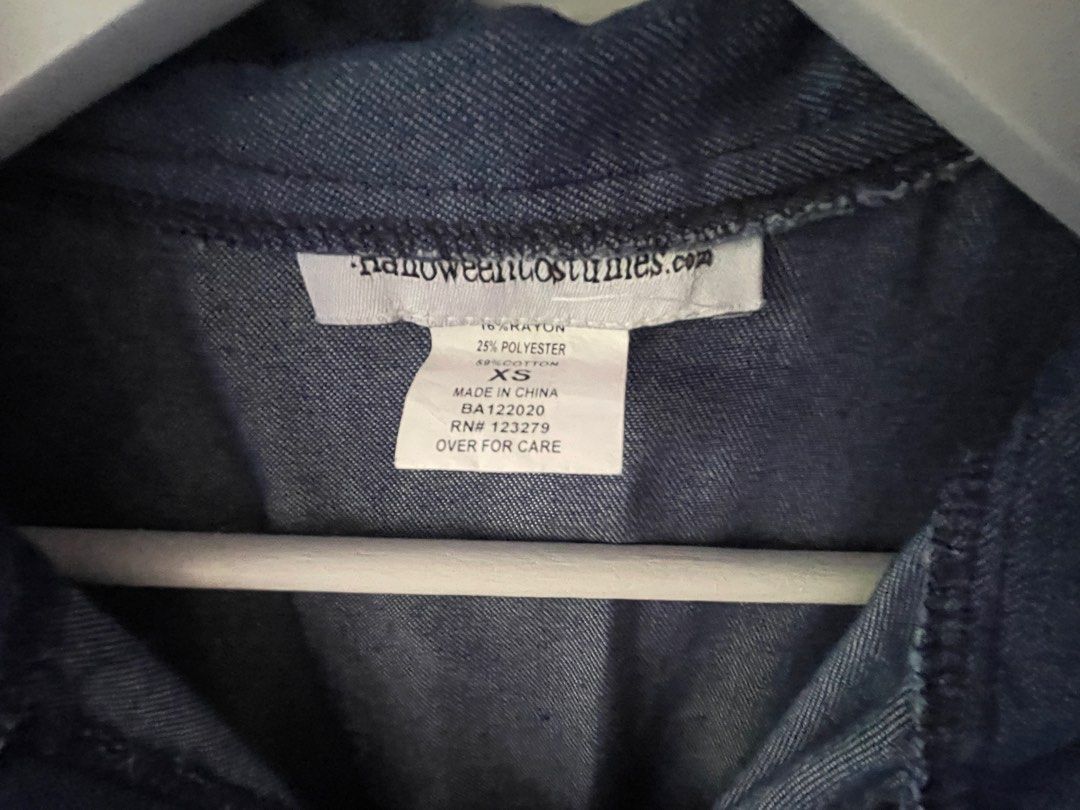 HalloweenCostumes.com
16%RAYON
25% POLYESTER
59%COTTON
XS
MADE IN CHINA
BA122020
RN# 123279
OVER FOR CARE